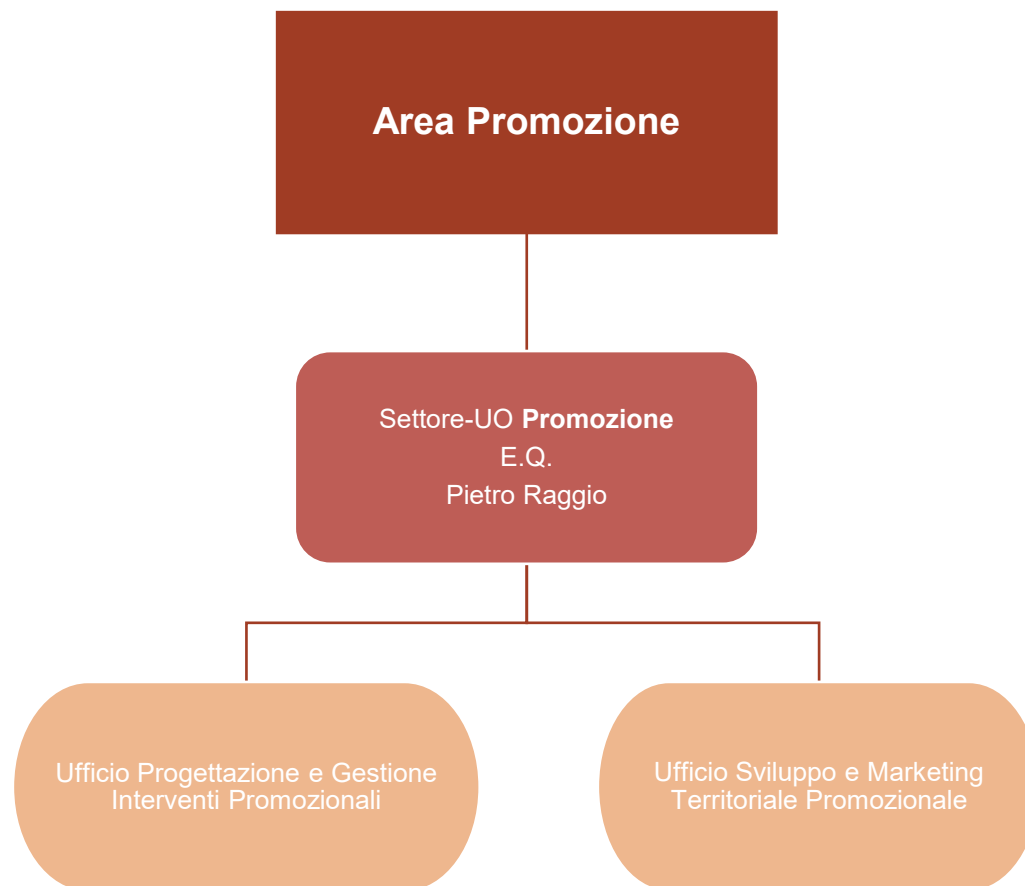 Area Promozione
Settore-UO Promozione
E.Q.
Pietro Raggio
Ufficio Progettazione e Gestione
Interventi Promozionali
Ufficio Sviluppo e Marketing
Territoriale Promozionale